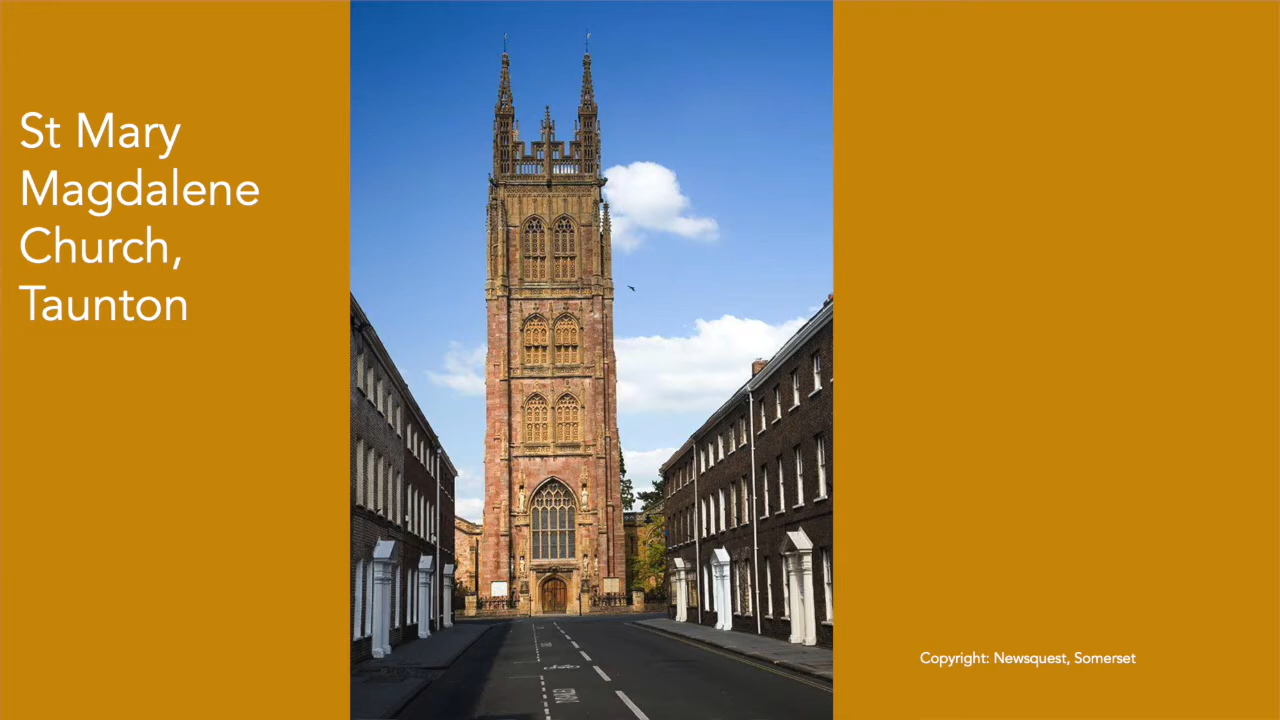 St Mary
Magdalene
Church,
Taunton
Copyright: Newsquest, Somerset